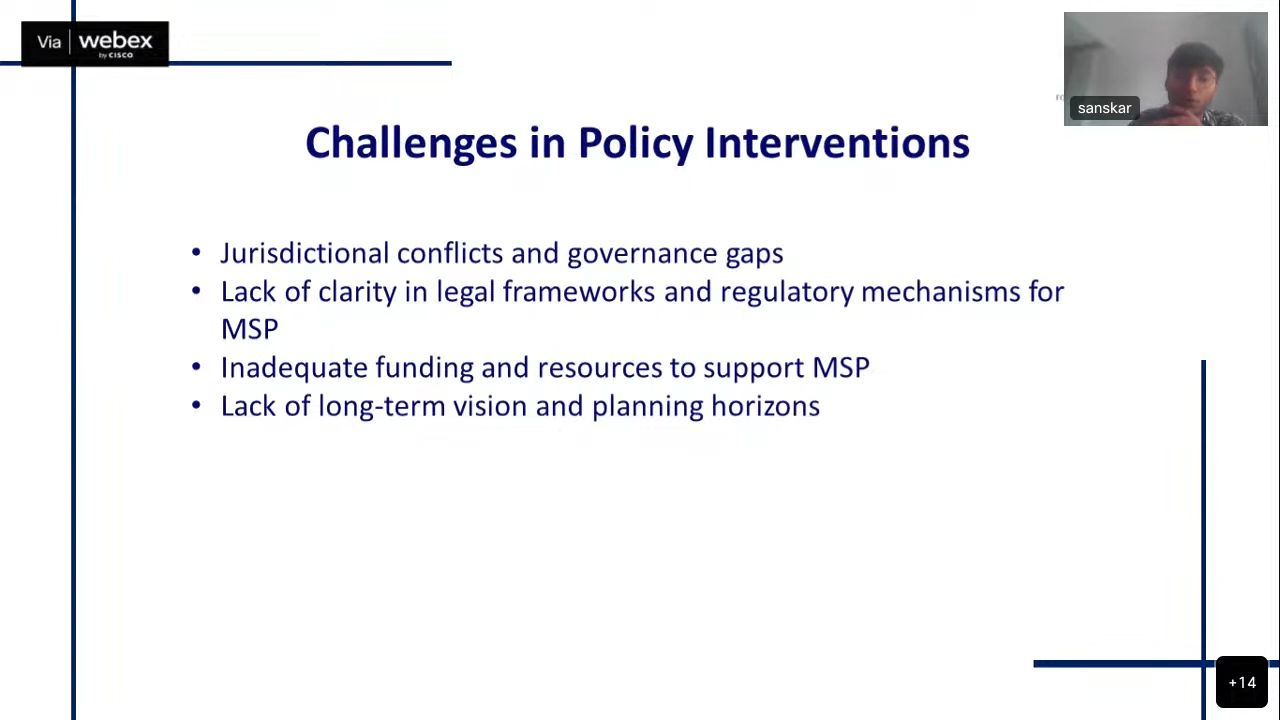 Via webex
by CISCO
sanskar
Challenges in Policy Interventions
• Jurisdictional conflicts and governance gaps
• Lack of clarity in legal frameworks and regulatory mechanisms for
MSP
• Inadequate funding and resources to support MSP
• Lack of long-term vision and planning horizons
+14